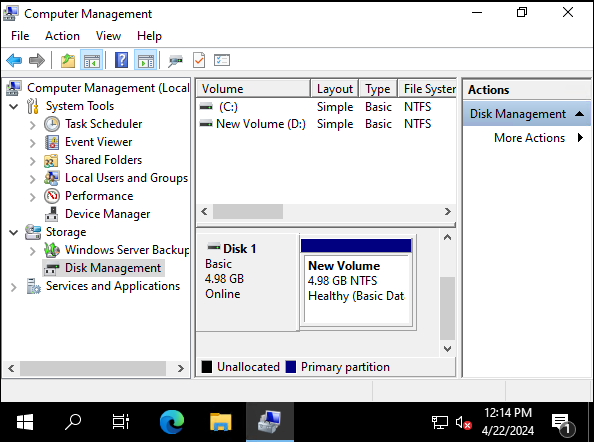 Computer Management
File Action View Help
Computer Management (Local
System Tools
Task Scheduler
Event Viewer
Shared Folders
Local Users and Groups
Performance
Device Manager
Storage
Windows Server Backup
Disk Management
Services and Applications
Volume Layout Type File System
(C:) Simple Basic NTFS
New Volume (D:) Simple Basic NTFS
Disk 1
Basic
4.98 GB
Online
New Volume
4.98 GB NTFS
Healthy (Basic Dat
Unallocated Primary partition
Actions
Disk Management
More Actions
12:14 PM
4/22/2024
1